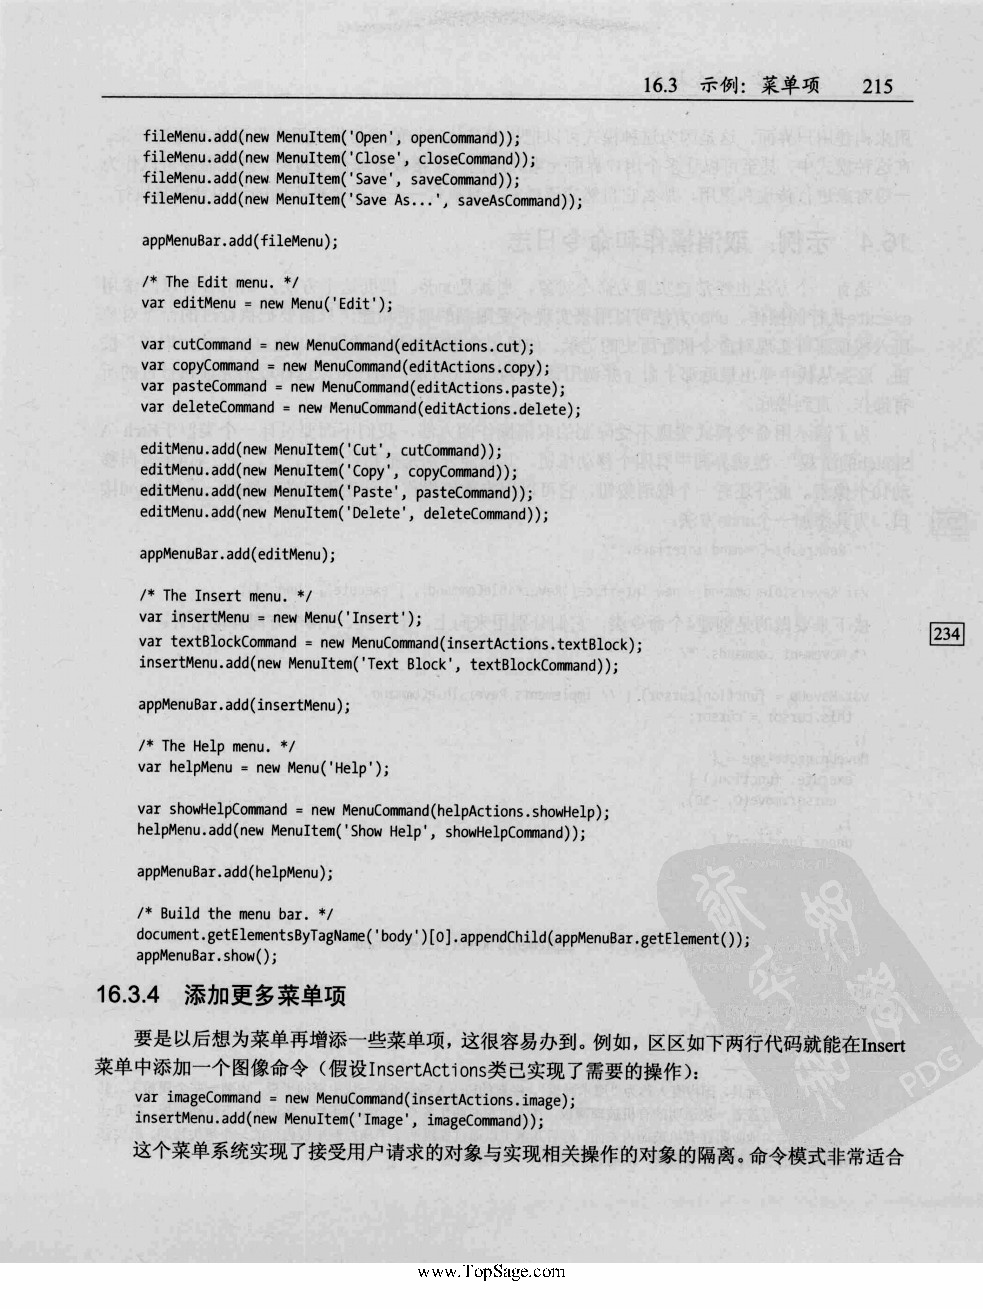 16.3 示例：菜单项 215
fileMenu.add(new MenuItem('Open', openCommand));
fileMenu.add(new MenuItem('Close', closeCommand));
fileMenu.add(new MenuItem('Save', saveCommand));
fileMenu.add(new MenuItem('Save As...', saveAsCommand));
appMenuBar.add(fileMenu);
/* The Edit menu. */
var editMenu = new Menu('Edit');
var cutCommand = new MenuCommand(editActions.cut);
var copyCommand = new MenuCommand(editActions.copy);
var pasteCommand = new MenuCommand(editActions.paste);
var deleteCommand = new MenuCommand(editActions.delete);
editMenu.add(new MenuItem('Cut', cutCommand));
editMenu.add(new MenuItem('Copy', copyCommand));
editMenu.add(new MenuItem('Paste', pasteCommand));
editMenu.add(new MenuItem('Delete', deleteCommand));
appMenuBar.add(editMenu);
/* The Insert menu. */
var insertMenu = new Menu('Insert');
var textBlockCommand = new MenuCommand(insertActions.textBlock);
234
insertMenu.add(new MenuItem('Text Block', textBlockCommand));
appMenuBar.add(insertMenu);
/* The Help menu. */
var helpMenu = new Menu('Help');
var showHelpCommand = new MenuCommand(helpActions.showHelp);
helpMenu.add(new MenuItem('Show Help', showHelpCommand));
appMenuBar.add(helpMenu);
/* Build the menu bar. */
document.getElementsByTagName('body')[0].appendChild(appMenuBar.getElement());
appMenuBar.show();
16.3.4 添加更多菜单项
要是以后想为菜单再增添一些菜单项，这很容易办到。例如，区区如下两行代码就能在Insert
菜单中添加一个图像命令（假设InsertActions类已实现了需要的操作）：
var imageCommand = new MenuCommand(insertActions.image);
insertMenu.add(new MenuItem('Image', imageCommand));
这个菜单系统实现了接受用户请求的对象与实现相关操作的对象的隔离。命令模式非常适合
PDG
www.TopSage.com